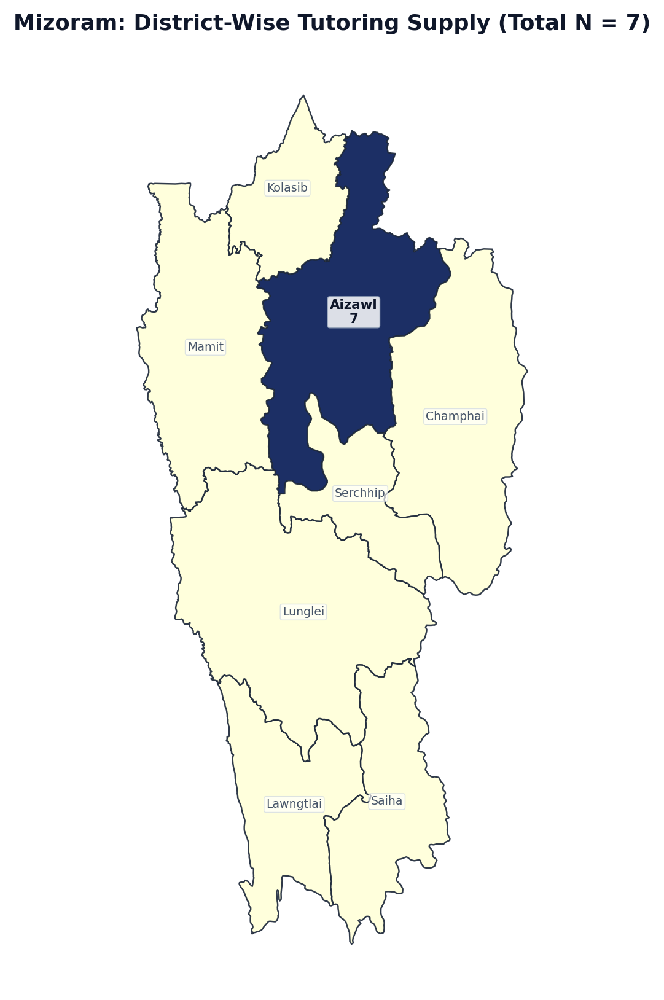 Mizoram: District-Wise Tutoring Supply (Total N = 7)
Kolasib
Aizawl
7
Mamit
Champhai
Serchhip
Lunglei
Saiha
Lawngtlai